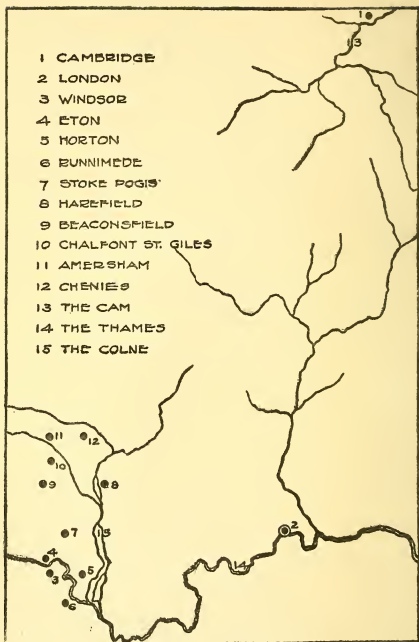 1 CAMBRIDGE
2 LONDON
3 WINDSOR
4 ETON
5 HORTON
6 RUNNIMEDE
7 STOKE POGIS
8 HAREFIELD
9 BEACONSFIELD
10 CHALFONT ST. GILES
11 AMERSHAM
12 CHENIES
13 THE CAM
14 THE THAMES
15 THE COLNE
1
13
11
12
10
9
8
7
15
2
4
14
3
5
6